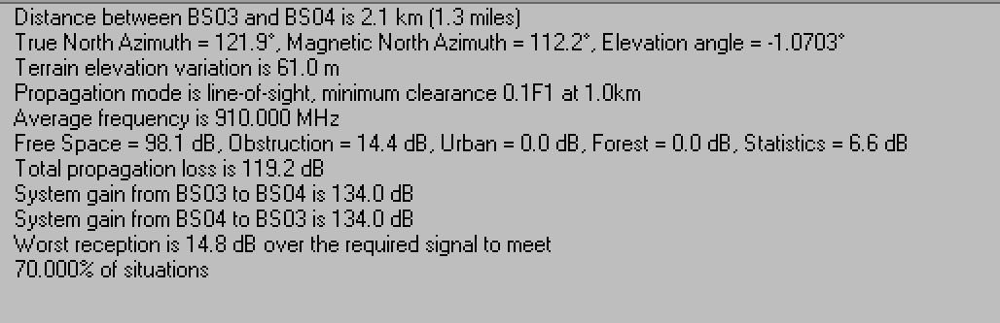 Distance between BS03 and BS04 is 2.1 km (1.3 miles)
True North Azimuth = 121.9°, Magnetic North Azimuth = 112.2°, Elevation angle = -1.0703°
Terrain elevation variation is 61.0 m
Propagation mode is line-of-sight, minimum clearance 0.1F1 at 1.0km
Average frequency is 910.000 MHz
Free Space = 98.1 dB, Obstruction = 14.4 dB, Urban = 0.0 dB, Forest = 0.0 dB, Statistics = 6.6 dB
Total propagation loss is 119.2 dB
System gain from BS03 to BS04 is 134.0 dB
System gain from BS04 to BS03 is 134.0 dB
Worst reception is 14.8 dB over the required signal to meet
70.000% of situations